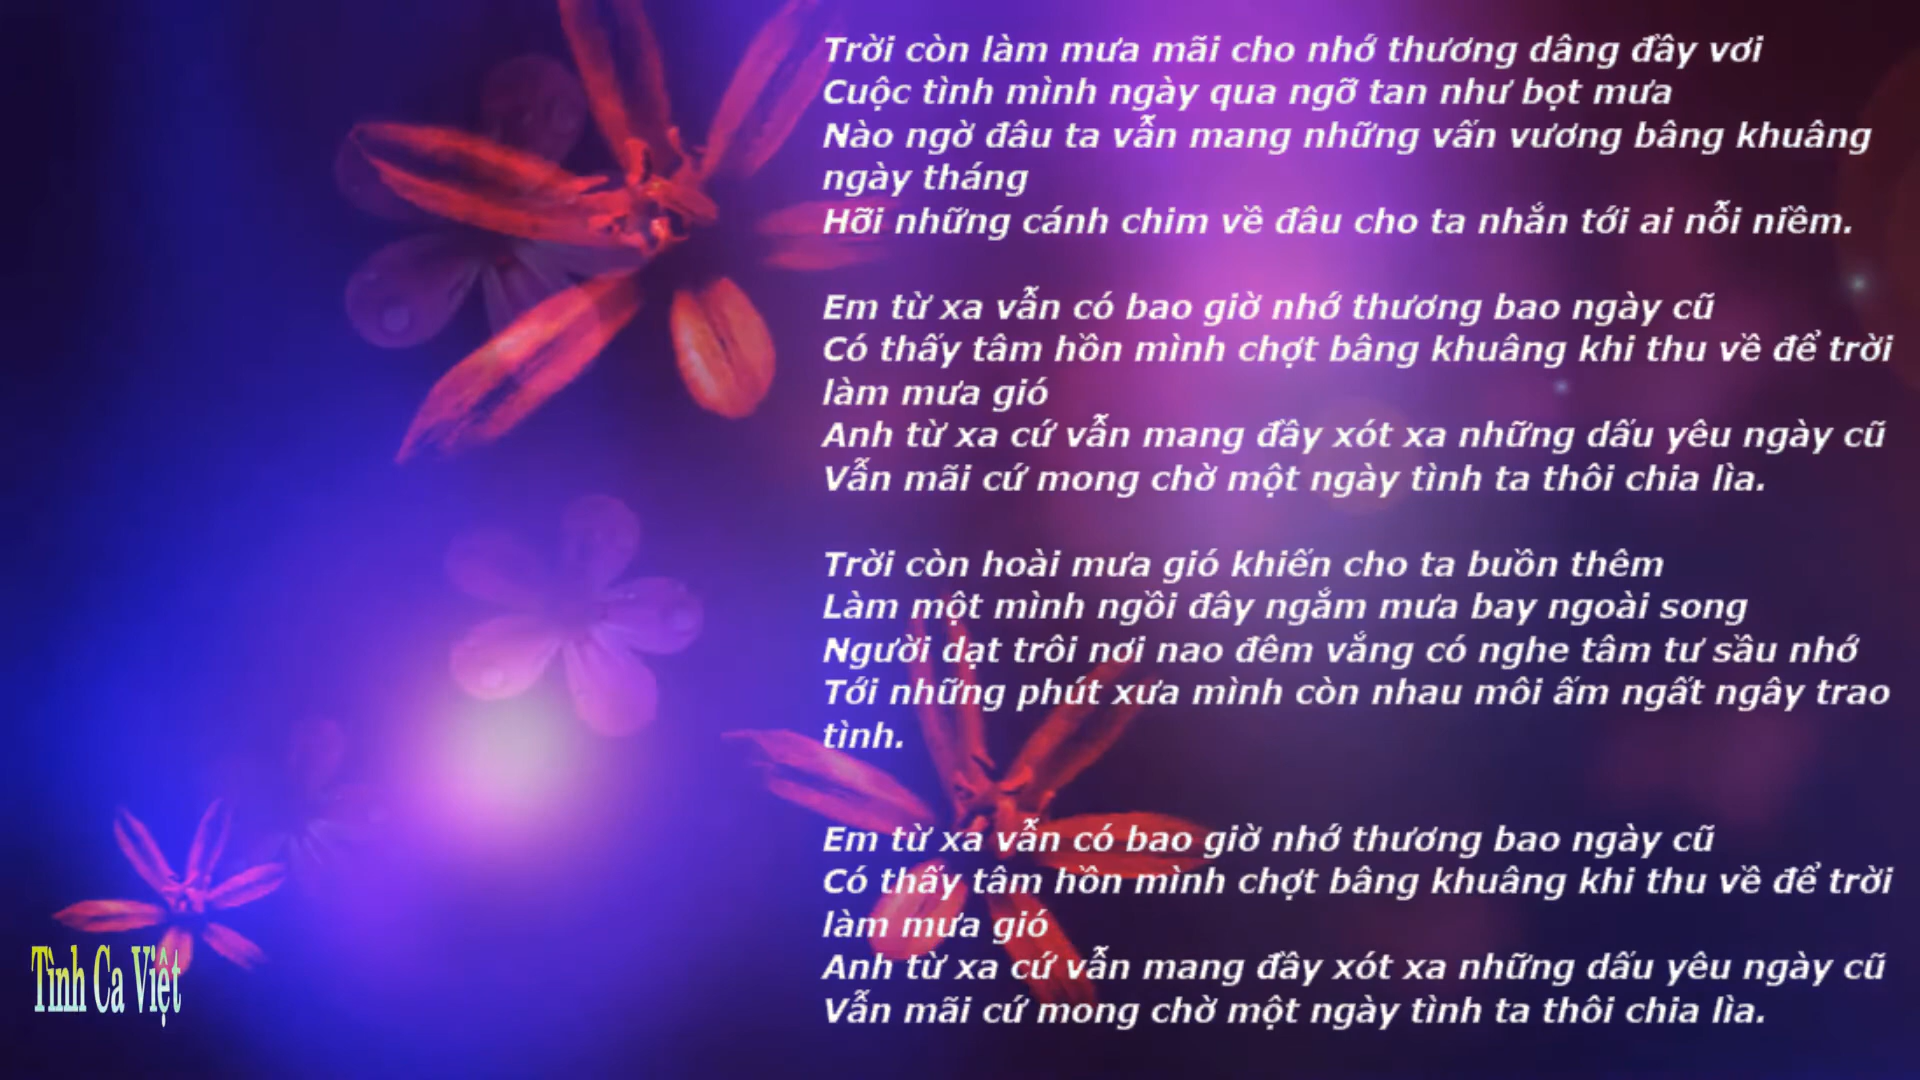 Trời còn làm mưa mãi cho nhớ thương dâng đầy vơi
Cuộc tình mình ngày qua ngỡ tan như bọt mưa
Nào ngờ đâu ta vẫn mang những vấn vương bâng khuâng
ngày tháng
Hỡi những cánh chim về đâu cho ta nhắn tới ai nỗi niềm.
Em từ xa vẫn có bao giờ nhớ thương bao ngày cũ
Có thấy tâm hồn mình chợt bâng khuâng khi thu về để trời
làm mưa gió
Anh từ xa cứ vẫn mang đầy xót xa những dấu yêu ngày cũ
Vẫn mãi cứ mong chờ một ngày tình ta thôi chia lìa.
Trời còn hoài mưa gió khiến cho ta buồn thêm
Làm một mình ngồi đây ngắm mưa bay ngoài song
Người dạt trôi nơi nao đêm vắng có nghe tâm tư sầu nhớ
Tới những phút xưa mình còn nhau môi ấm ngất ngây trao
tình.
Em từ xa vẫn có bao giờ nhớ thương bao ngày cũ
Có thấy tâm hồn mình chợt bâng khuâng khi thu về để trời
làm mưa gió
Anh từ xa cứ vẫn mang đầy xót xa những dấu yêu ngày cũ
Vẫn mãi cứ mong chờ một ngày tình ta thôi chia lìa.
Tình Ca Việt